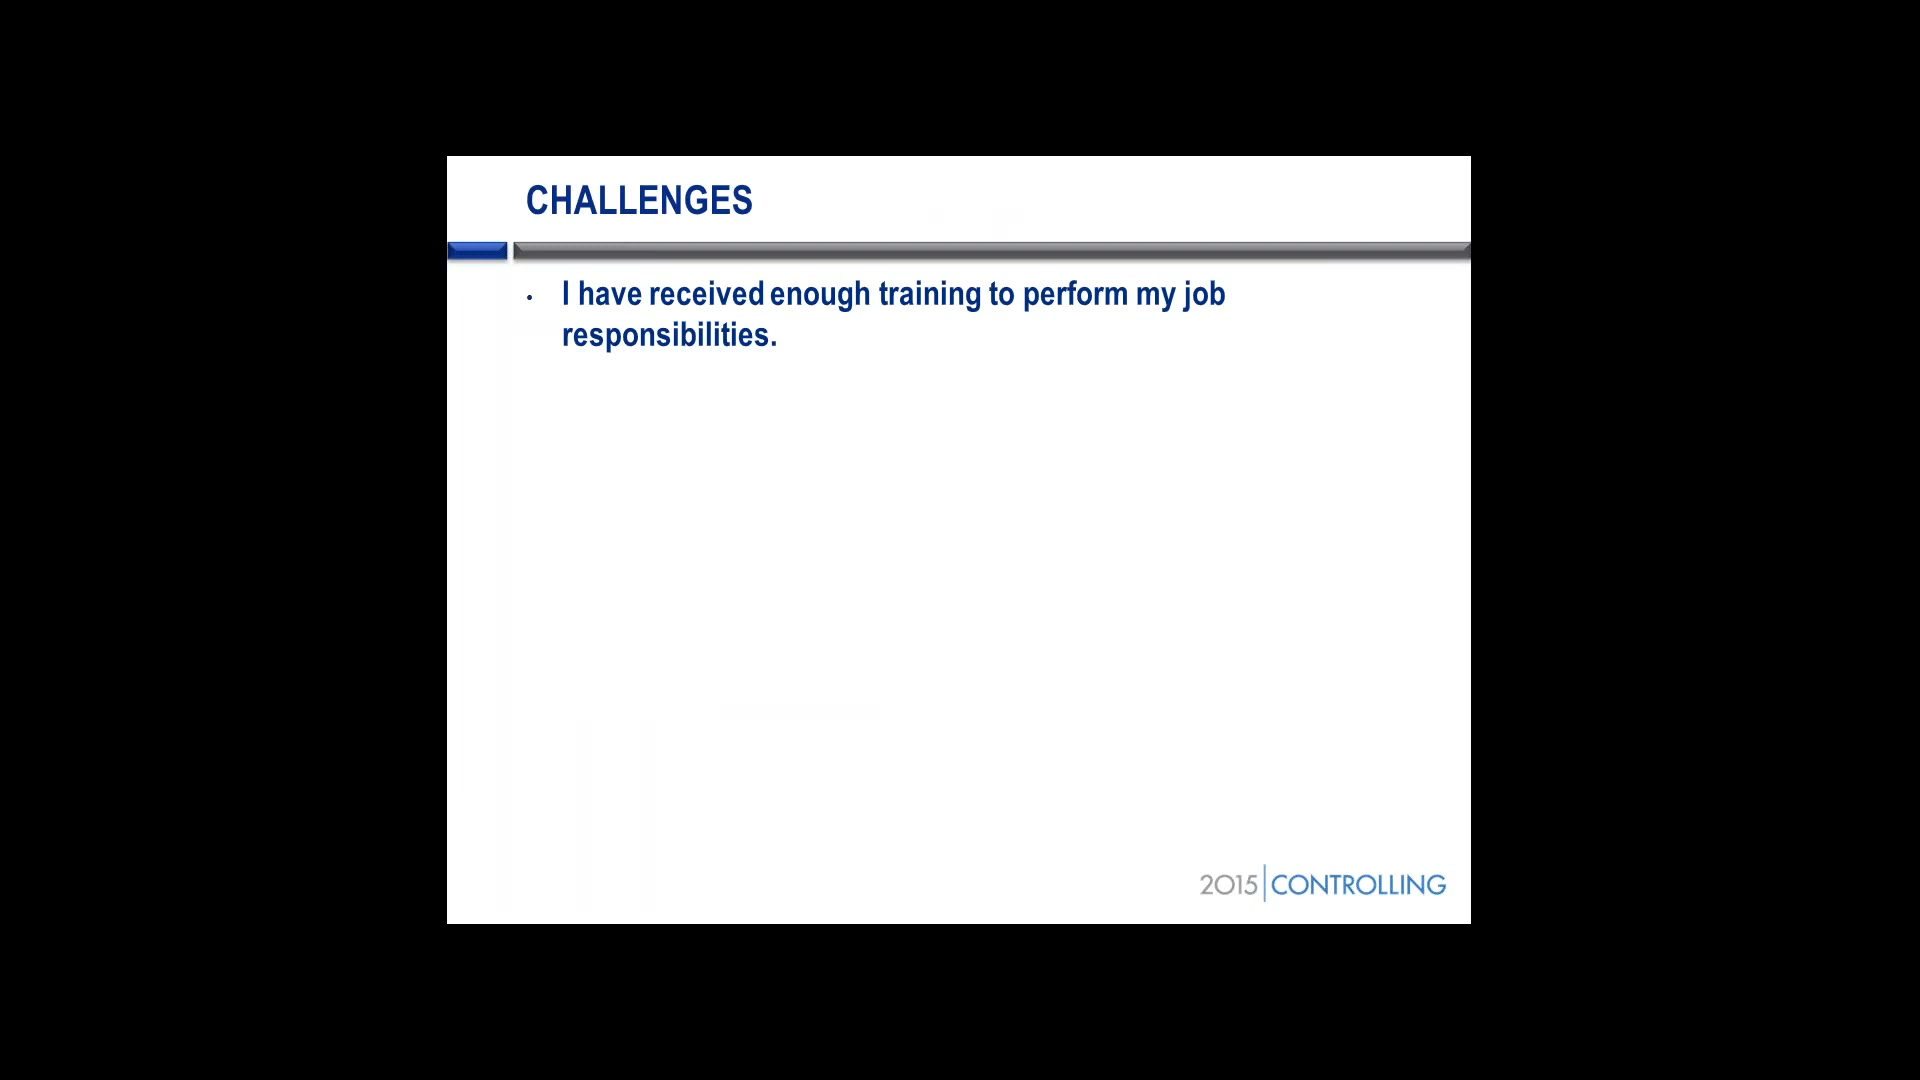 CHALLENGES
• I have received enough training to perform my job
responsibilities.
2015 CONTROLLING